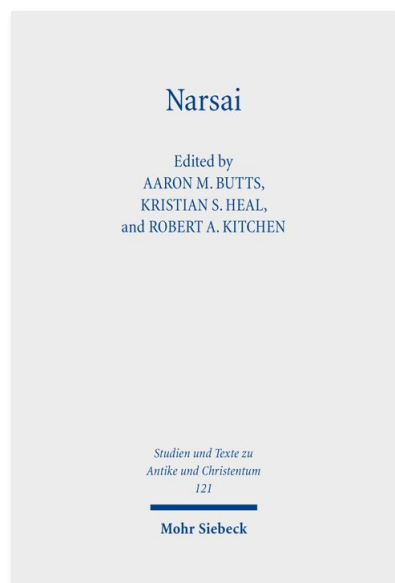 Narsai
Edited by
AARON M. BUTTS,
KRISTIAN S. HEAL,
and ROBERT A. KITCHEN
Studien und Texte zu
Antike und Christentum
121
Mohr Siebeck